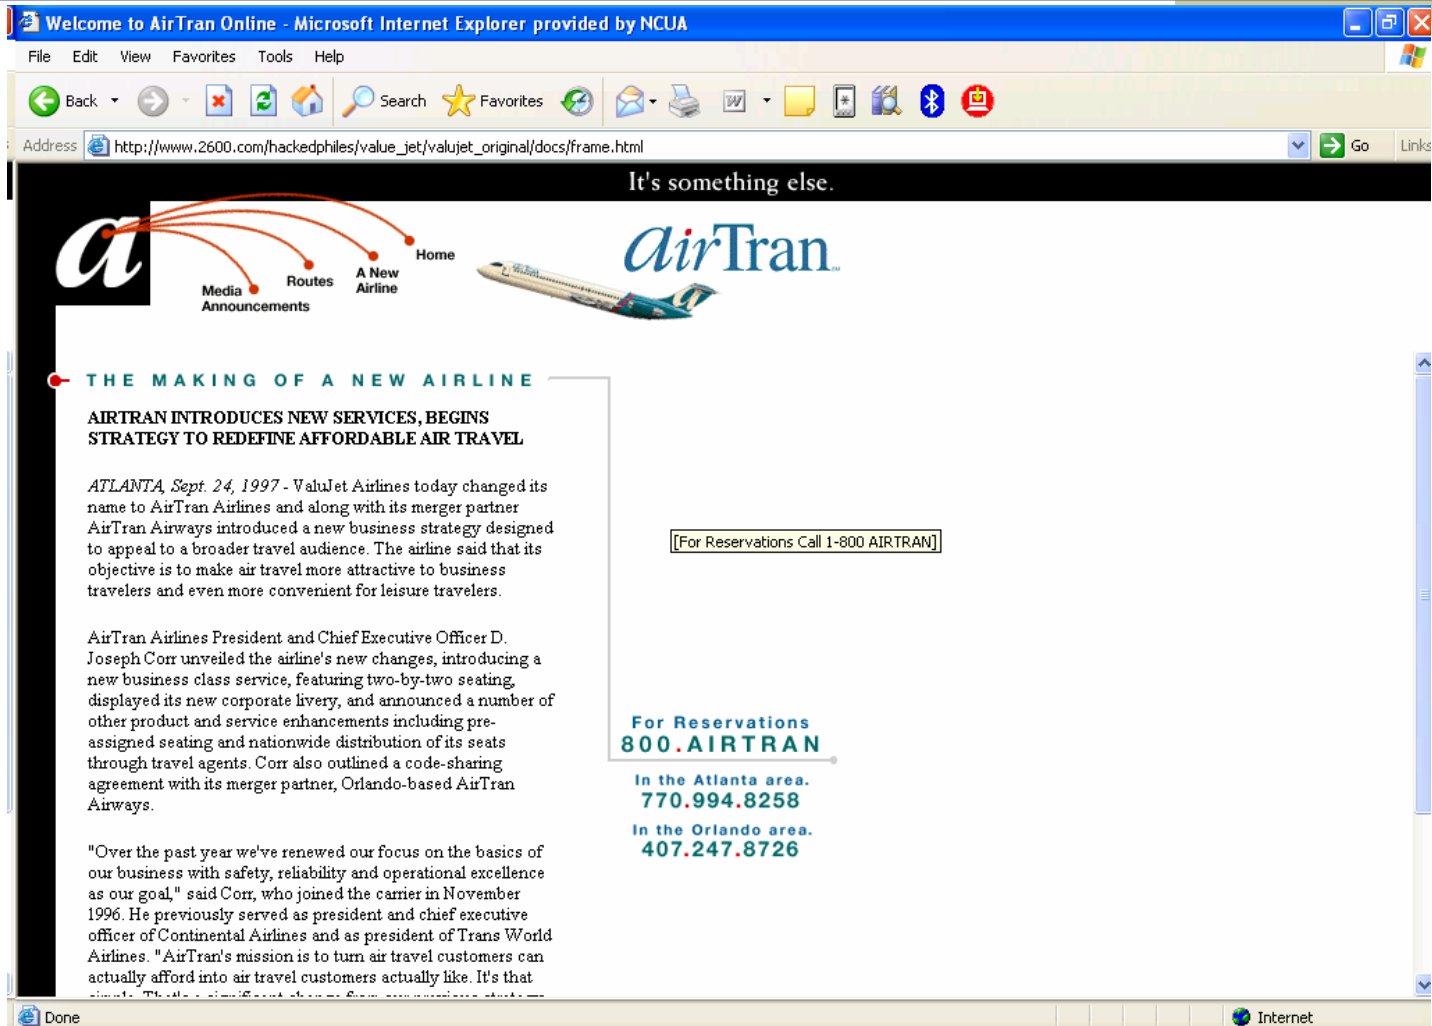 Welcome to AirTran Online - Microsoft Internet Explorer provided by NCUA
File Edit View Favorites Tools Help
Back Search Favorites
Address http://www.2600.com/hackedphiles/value_jet/valujet_original/docs/frame.html Go Links
It's something else.
a
Home
A New
Airline
Routes
Media
Announcements
airTran
THE MAKING OF A NEW AIRLINE
AIRTRAN INTRODUCES NEW SERVICES, BEGINS
STRATEGY TO REDEFINE AFFORDABLE AIR TRAVEL
ATLANTA, Sept. 24, 1997 - ValuJet Airlines today changed its
name to AirTran Airlines and along with its merger partner
AirTran Airways introduced a new business strategy designed
to appeal to a broader travel audience. The airline said that its
objective is to make air travel more attractive to business
travelers and even more convenient for leisure travelers.
AirTran Airlines President and Chief Executive Officer D.
Joseph Corr unveiled the airline's new changes, introducing a
new business class service, featuring two-by-two seating,
displayed its new corporate livery, and announced a number of
other product and service enhancements including pre-
assigned seating and nationwide distribution of its seats
through travel agents. Corr also outlined a code-sharing
agreement with its merger partner, Orlando-based AirTran
Airways.
"Over the past year we've renewed our focus on the basics of
our business with safety, reliability and operational excellence
as our goal," said Corr, who joined the carrier in November
1996. He previously served as president and chief executive
officer of Continental Airlines and as president of Trans World
Airlines. "AirTran's mission is to turn air travel customers can
actually afford into air travel customers actually like. It's that
[For Reservations Call 1-800 AIRTRAN]
For Reservations
800.AIRTRAN
In the Atlanta area.
770.994.8258
In the Orlando area.
407.247.8726
Done Internet